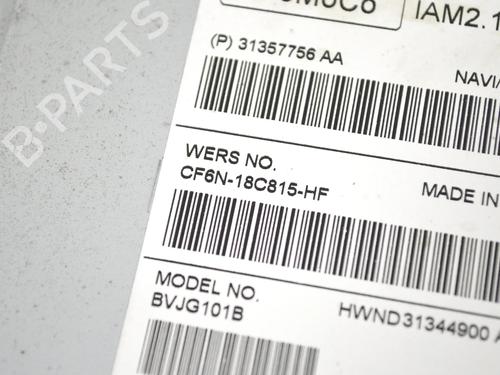 IAM2.1
(P) 31357756 AA
NAVI
WERS NO.
CF6N-18C815-HF
MADE IN
MODEL NO.
BVJG101B
HWND31344900
B-PARTS